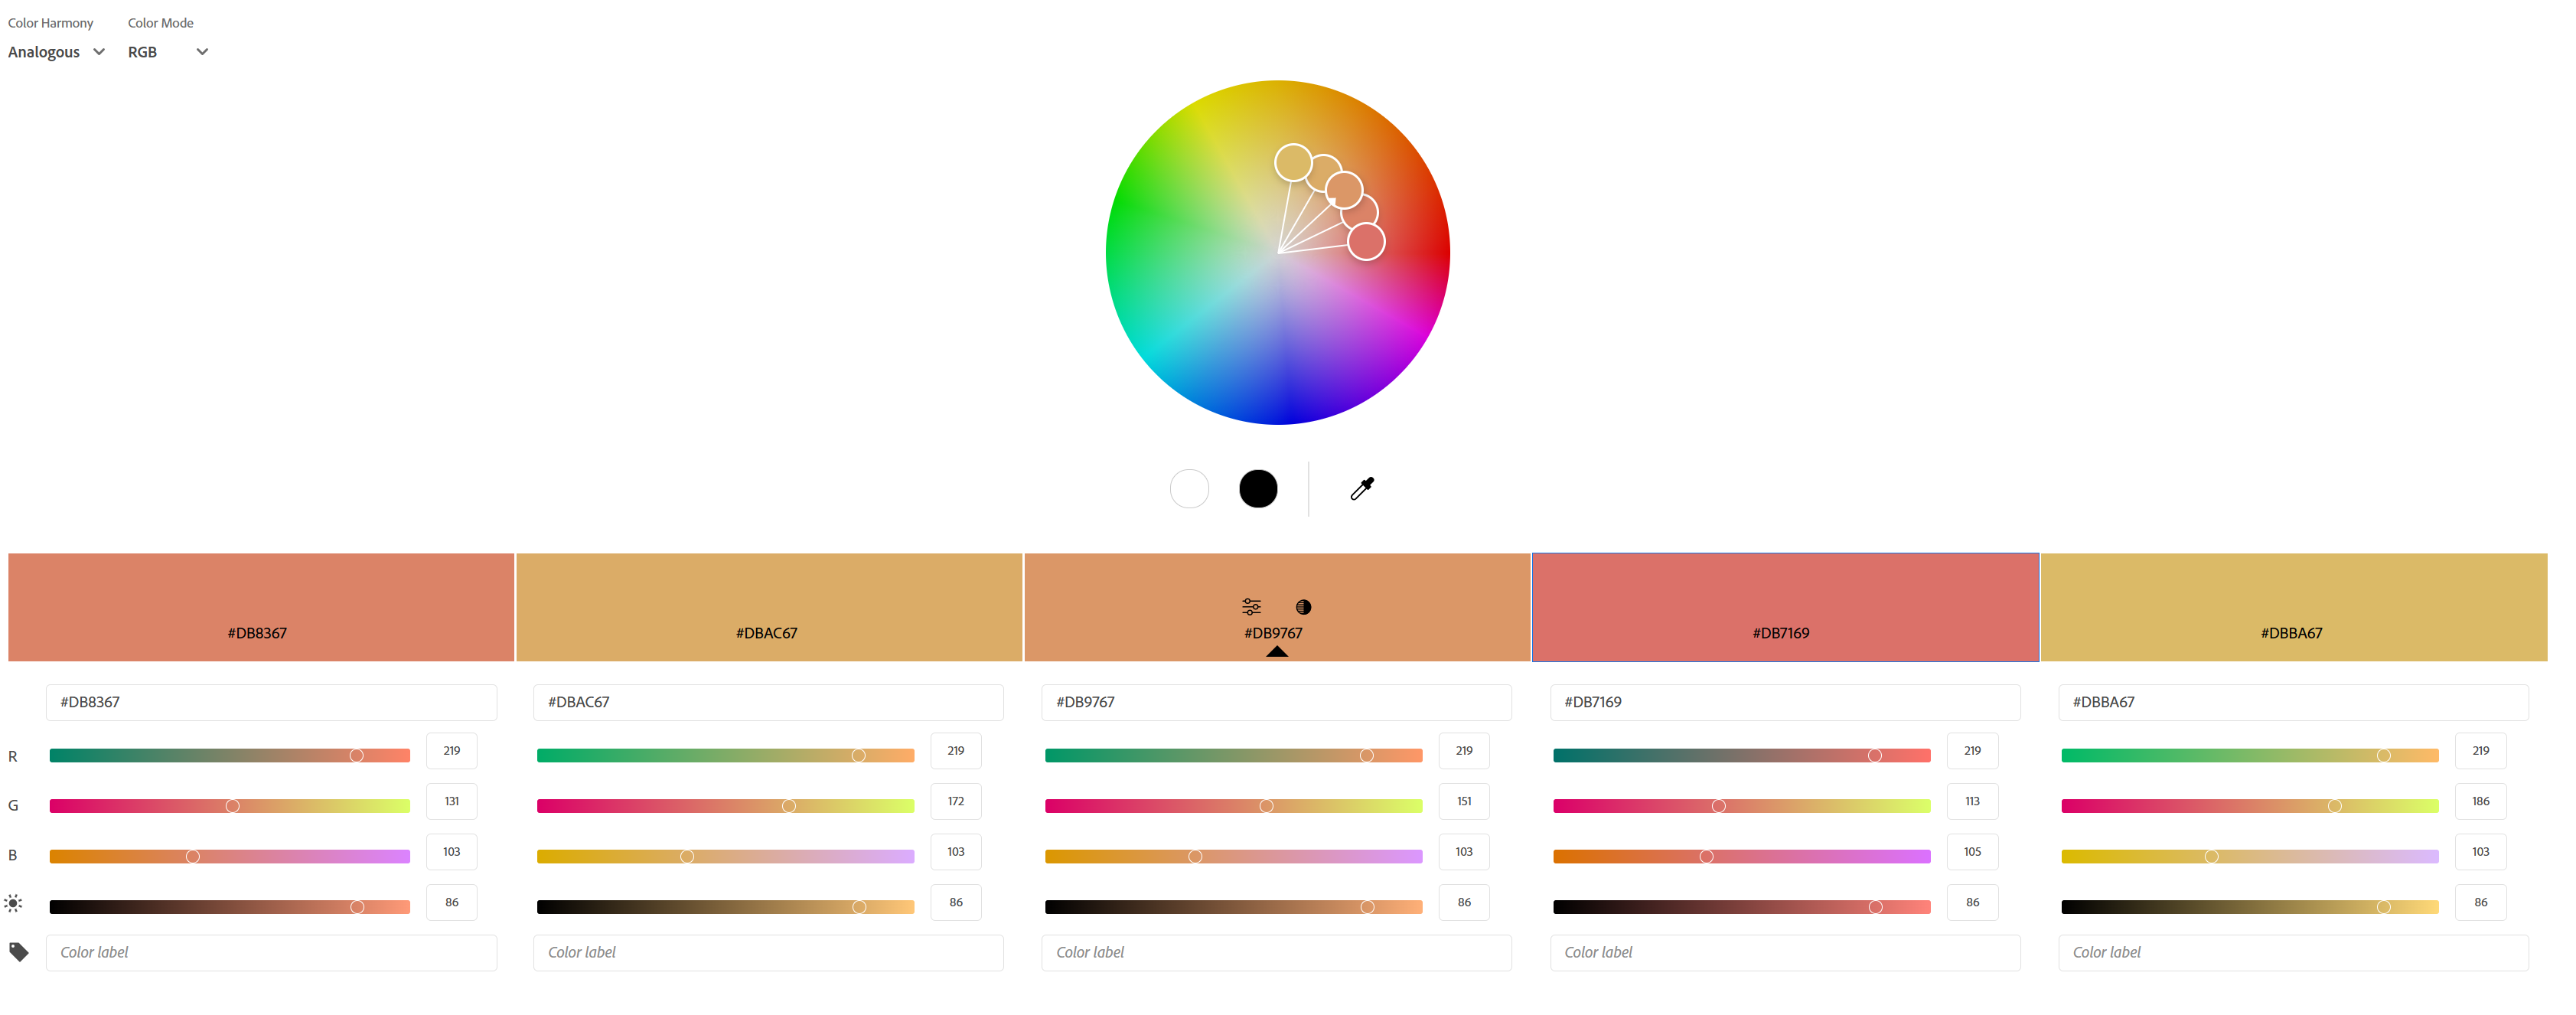 Color Harmony Color Mode
Analogous RGB
#DB8367 #DBAC67 #DB9767 #DB7169 #DBBA67
#DB8367 #DBAC67 #DB9767 #DB7169 #DBBA67
R 219 219 219 219 219
G 131 172 151 113 186
B 103 103 103 105 103
86 86 86 86 86
Color label Color label Color label Color label Color label